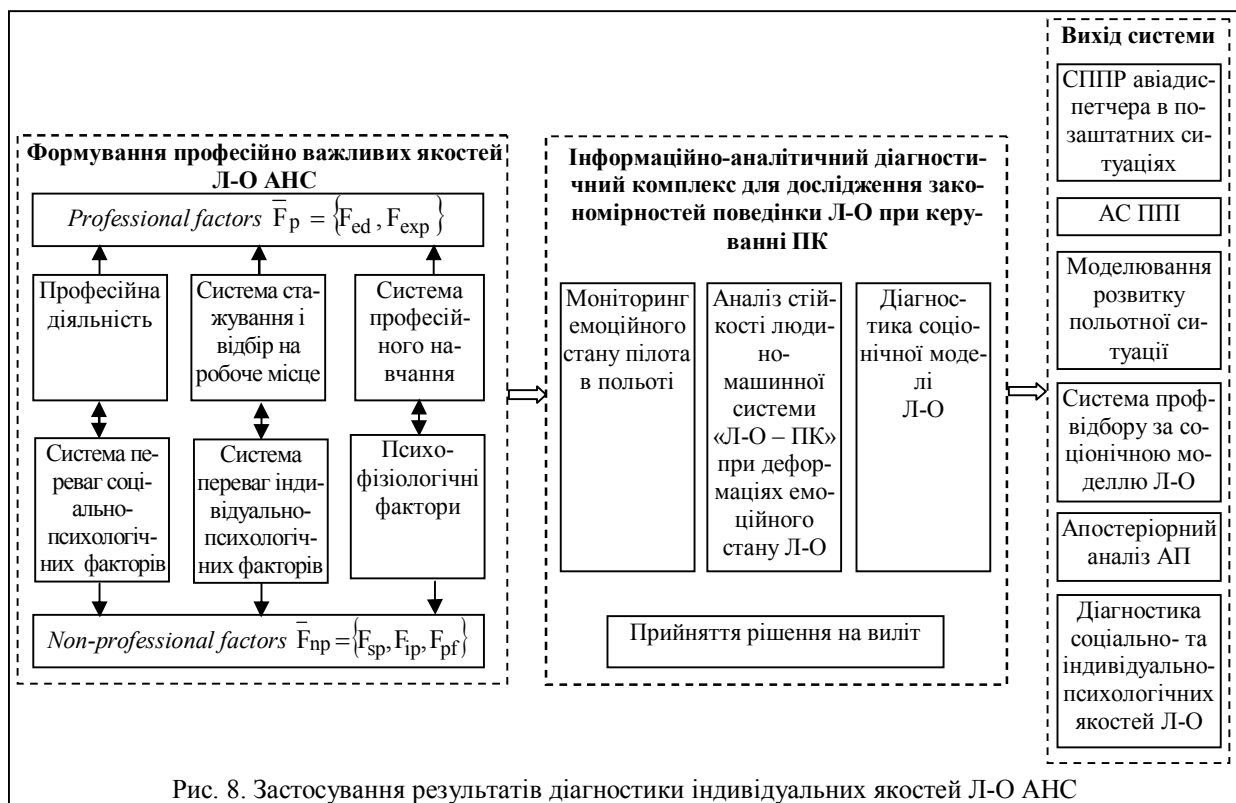 Формування професійно важливих якостей
Л-О АНС
Professional factors F̅p = {Fed , Fexp}
Професійна
діяльність
Система ста-
жування і
відбір на
робоче місце
Система
професій-
ного на-
вчання
Система пе-
реваг соці-
ально-
психологіч-
них факторів
Система
переваг інди-
відуально-
психологіч-
них факторів
Психо-
фізіологічні
фактори
Non-professional factors F̅np = {Fsp, Fip, Fpf}
Інформаційно-аналітичний діагности-
чний комплекс для дослідження зако-
номірностей поведінки Л-О при керу-
ванні ПК
Моніторинг
емоційного
стану пілота
в польоті
Аналіз стій-
кості люди-
но-
машинної
системи
«Л-О – ПК»
при дефор-
маціях емо-
ційного
стану Л-О
Діагнос-
тика соціо-
нічної моде-
лі
Л-О
Прийняття рішення на виліт
Вихід системи
СППР авіадис-
петчера в по-
заштатних си-
туаціях
АС ППІ
Моделювання
розвитку
польотної си-
туації
Система проф-
відбору за со-
ціонічною мо-
деллю Л-О
Апостеріорний
аналіз АП
Діагностика
соціально- та
індивідуально-
психологічних
якостей Л-О
Рис. 8. Застосування результатів діагностики індивідуальних якостей Л-О АНС